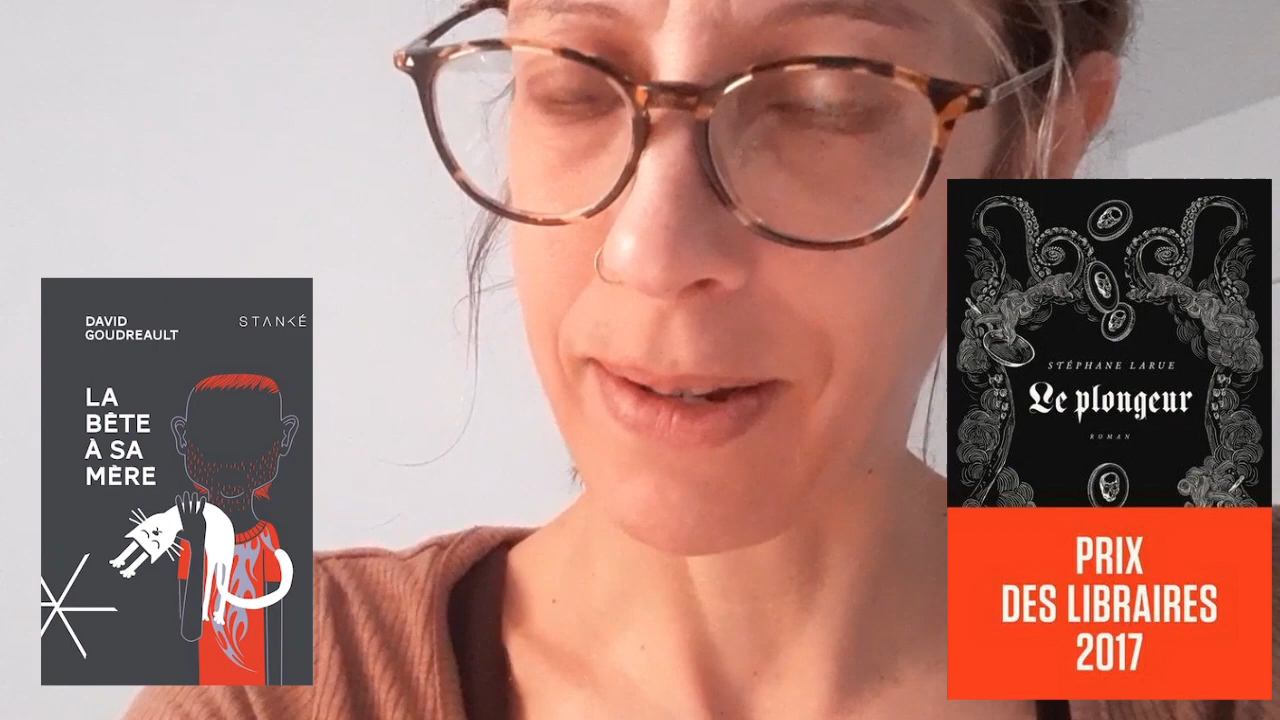 DAVID
GOUDREAULT
STANKÉ
LA
BÊTE
À SA
MÈRE
STÉPHANE LARUE
Le plongeur
ROMAN
PRIX
DES LIBRAIRES
2017